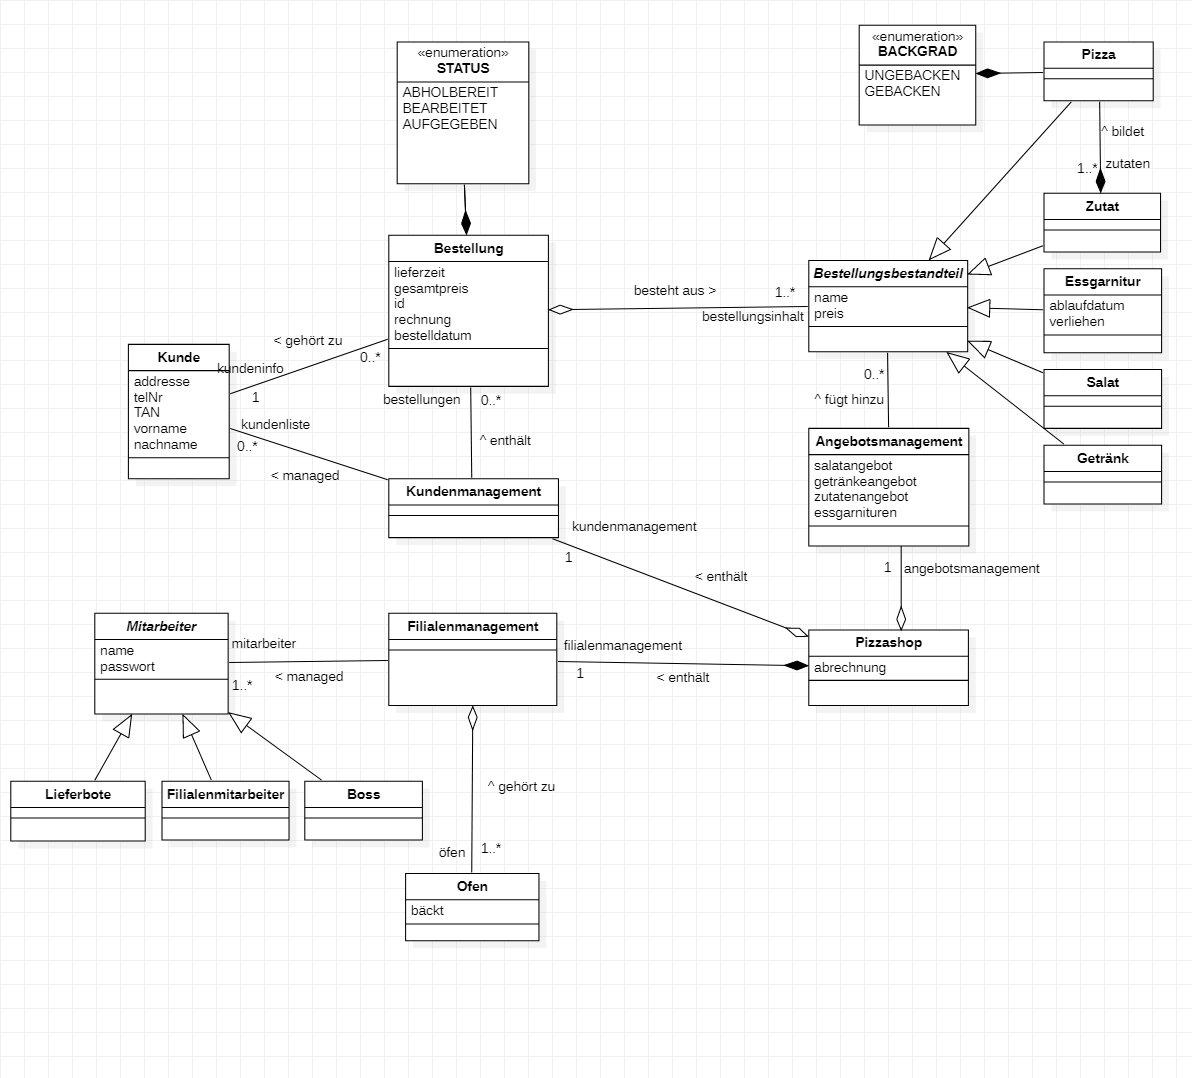 «enumeration»
STATUS
ABHOLBEREIT
BEARBEITET
AUFGEGEBEN
«enumeration»
BACKGRAD
UNGEBACKEN
GEBACKEN
Pizza
^ bildet
1..*
zutaten
Zutat
Bestellung
lieferzeit
gesamtpreis
id
rechnung
bestelldatum
besteht aus >
1..*
bestellungsinhalt
Bestellungsbestandteil
name
preis
Essgarnitur
ablaufdatum
verliehen
Salat
Getränk
< gehört zu
0..*
kundeninfo
1
Kunde
addresse
telNr
TAN
vorname
nachname
kundenliste
0..*
< managed
bestellungen
0..*
^ enthält
0..*
^ fügt hinzu
Angebotsmanagement
salatangebot
getränkeangebot
zutatenangebot
essgarnituren
Kundenmanagement
kundenmanagement
1
< enthält
1
angebotsmanagement
Mitarbeiter
name
passwort
mitarbeiter
1..*
< managed
Filialenmanagement
filialenmanagement
1
< enthält
Pizzashop
abrechnung
Lieferbote
Filialenmitarbeiter
Boss
^ gehört zu
öfen
1..*
Ofen
bäckt